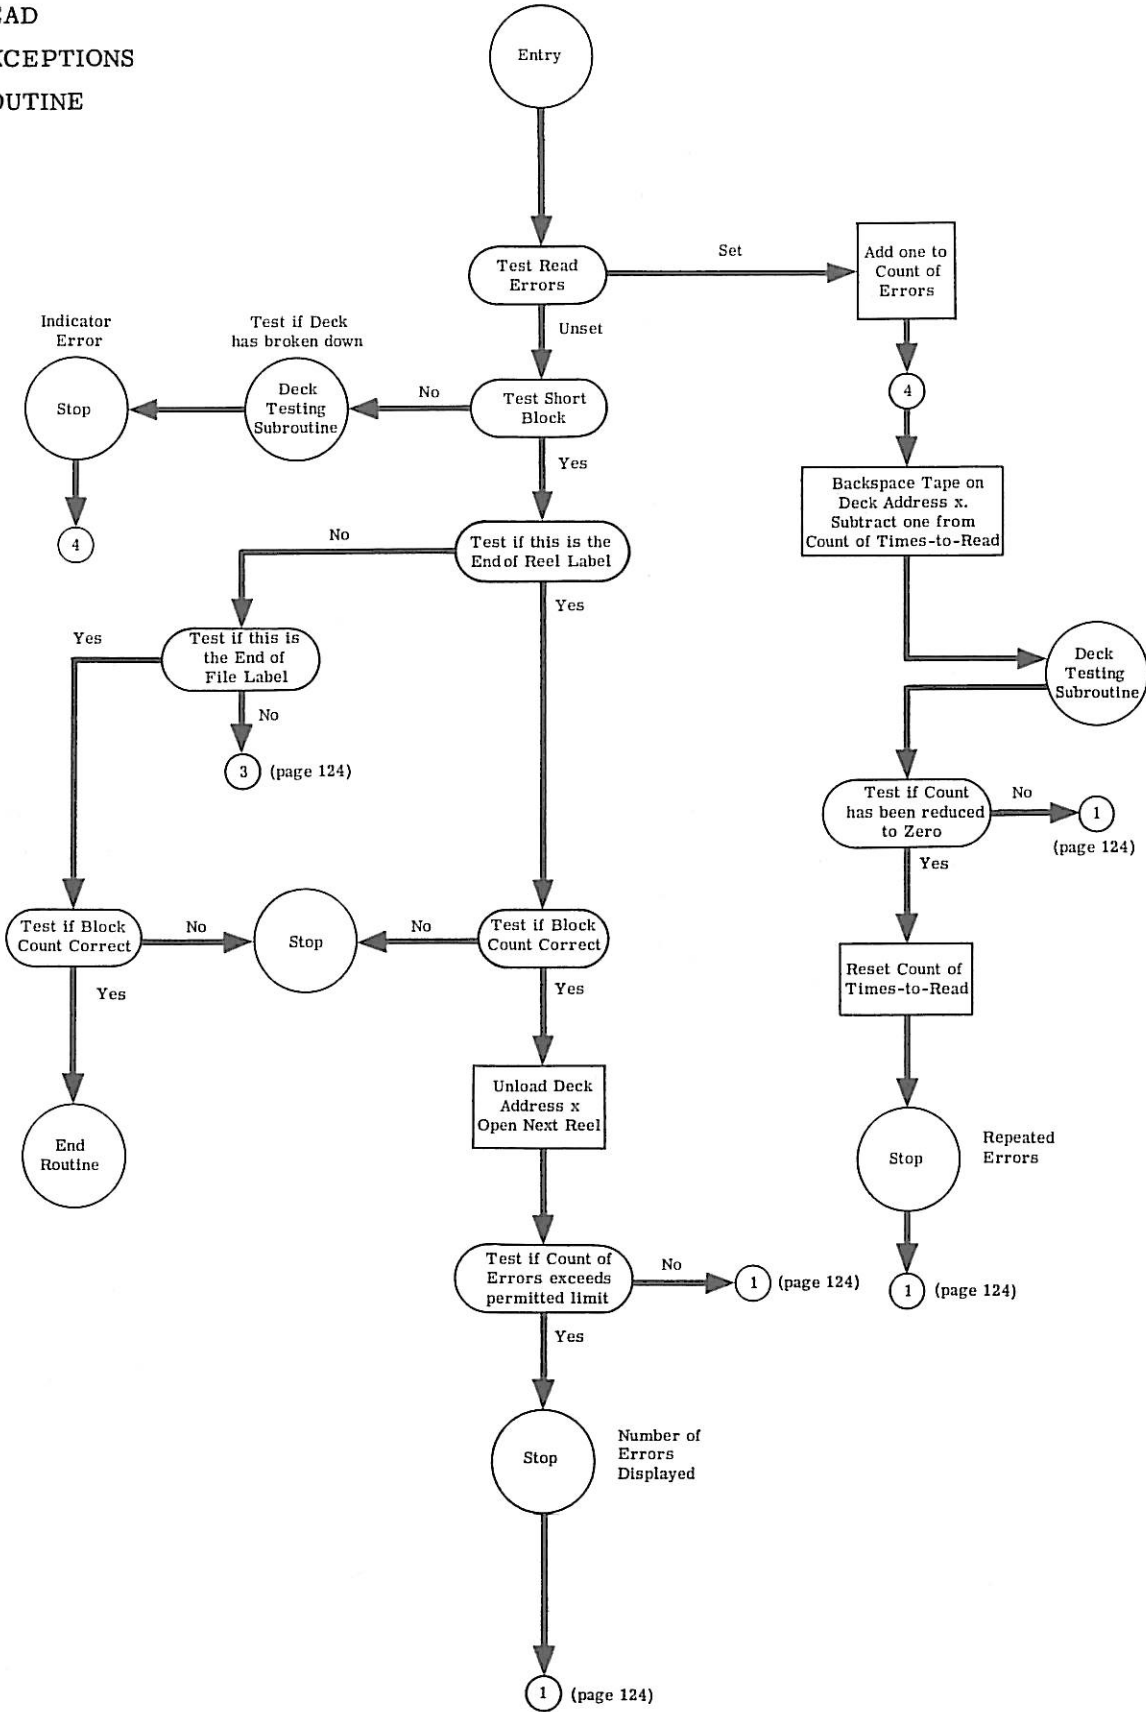 EAD
XCEPTIONS
OUTINE
Entry
Test Read
Errors
Set
Add one to
Count of
Errors
Unset
Indicator
Error
Test if Deck
has broken down
Stop
Deck
Testing
Subroutine
No
Test Short
Block
4
Yes
4
Backspace Tape on
Deck Address x.
Subtract one from
Count of Times-to-Read
No
Test if this is the
End of Reel Label
Yes
Yes
Test if this is
the End of
File Label
No
3 (page 124)
Deck
Testing
Subroutine
Test if Count
has been reduced
to Zero
No
1
(page 124)
Yes
Test if Block
Count Correct
No
Stop
No
Test if Block
Count Correct
Yes
Yes
Reset Count of
Times-to-Read
Unload Deck
Address x
Open Next Reel
End
Routine
Stop
Repeated
Errors
Test if Count of
Errors exceeds
permitted limit
No
1 (page 124)
1 (page 124)
Yes
Stop
Number of
Errors
Displayed
1 (page 124)